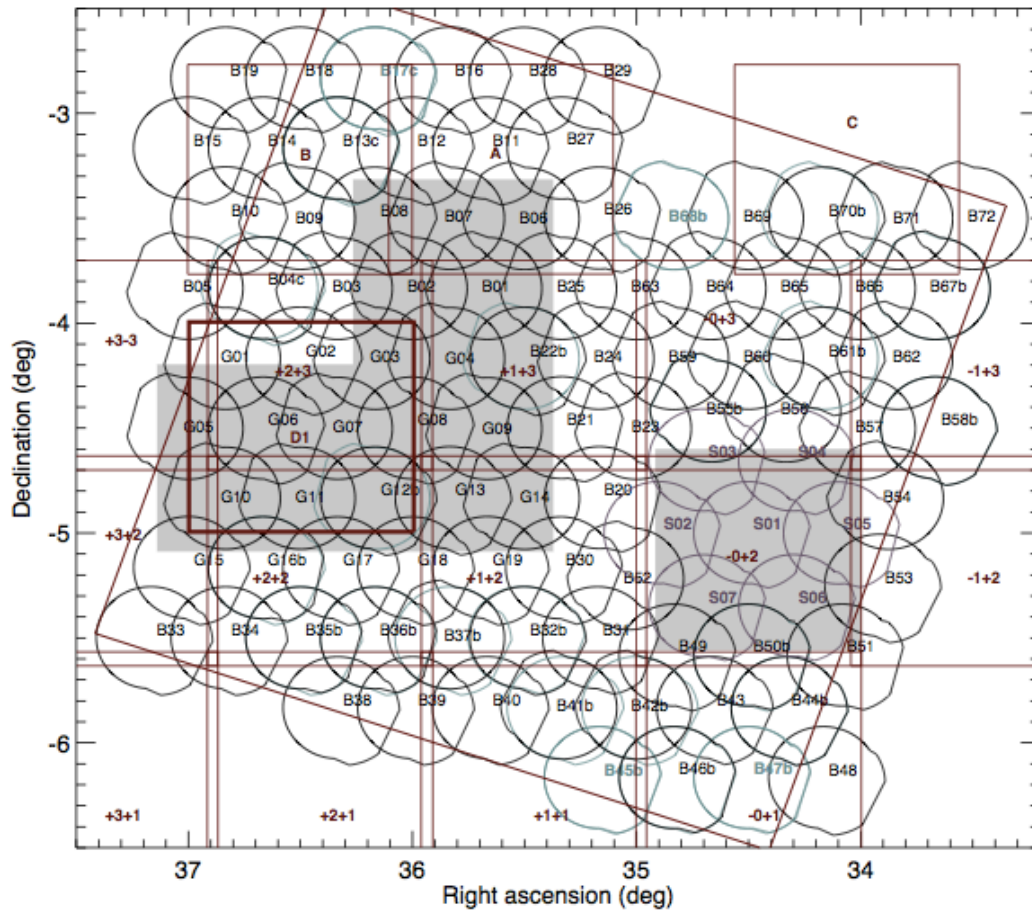 B19 B18 B17c B16 B28 B29
-3
C
B15 B14 B13c B12 B11 B27
B A
B10 B09 B08 B07 B06 B26 B68b B69 B70b B71 B72
B05 B04c B03 B02 B01 B25 B63 B64 B65 B66 B67b
-4
-0+3
+3-3 G01 G02 G03 G04 B22b B24 B59 B60 B61b B62
+2+3 +1+3 -1+3
G05 G06 G07 G08 G09 B21 B23 B55b B56 B57 B58b
D1
S03 S04
G10 G11 G12b G13 G14 B20 B54
-5
+3+2 S02 S01 S05
G15 G16b G17 G18 G19 B30 -0+2
+2+2 +1+2 B52 B53 -1+2
S07 S06
B33 B34 B35b B36b B37b B32b B31 B49 B50b B51
B38 B39 B40 B41b B42b B43 B44b
-6
B45b B46b B47b B48
+3+1 +2+1 +1+1 -0+1
37 36 35 34
Right ascension (deg)
Declination (deg)